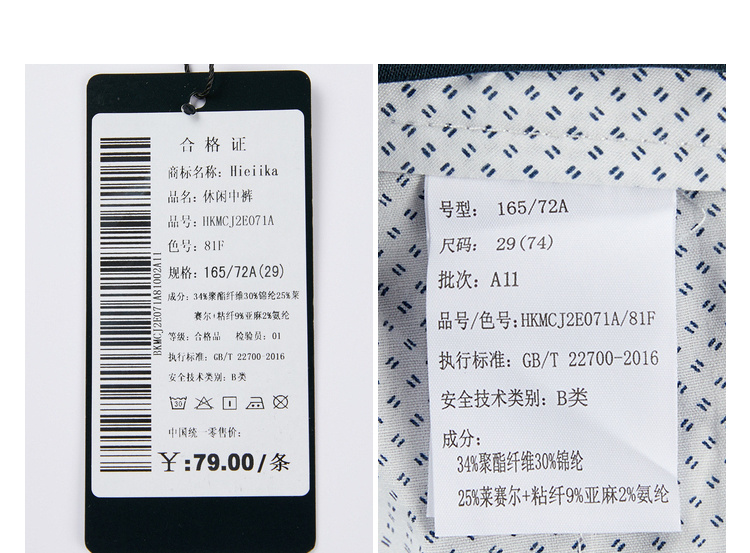 合格证
商标名称: Hieiika
品名: 休闲中裤
品号: HKMCJ2E071A
色号: 81F
规格: 165/72A(29)
成分: 34%聚酯纤维30%锦纶25%莱
赛尔+粘纤9%亚麻2%氨纶
等级: 合格品 检验员: 01
执行标准: GB/T 22700-2016
安全技术类别: B类
30
中国统一零售价:
¥:79.00/条
BKMCJ2E071A81002A11
号型: 165/72A
尺码: 29(74)
批次: A11
品号/色号:HKMCJ2E071A/81F
执行标准: GB/T 22700-2016
安全技术类别: B类
成分:
34%聚酯纤维30%锦纶
25%莱赛尔+粘纤9%亚麻2%氨纶